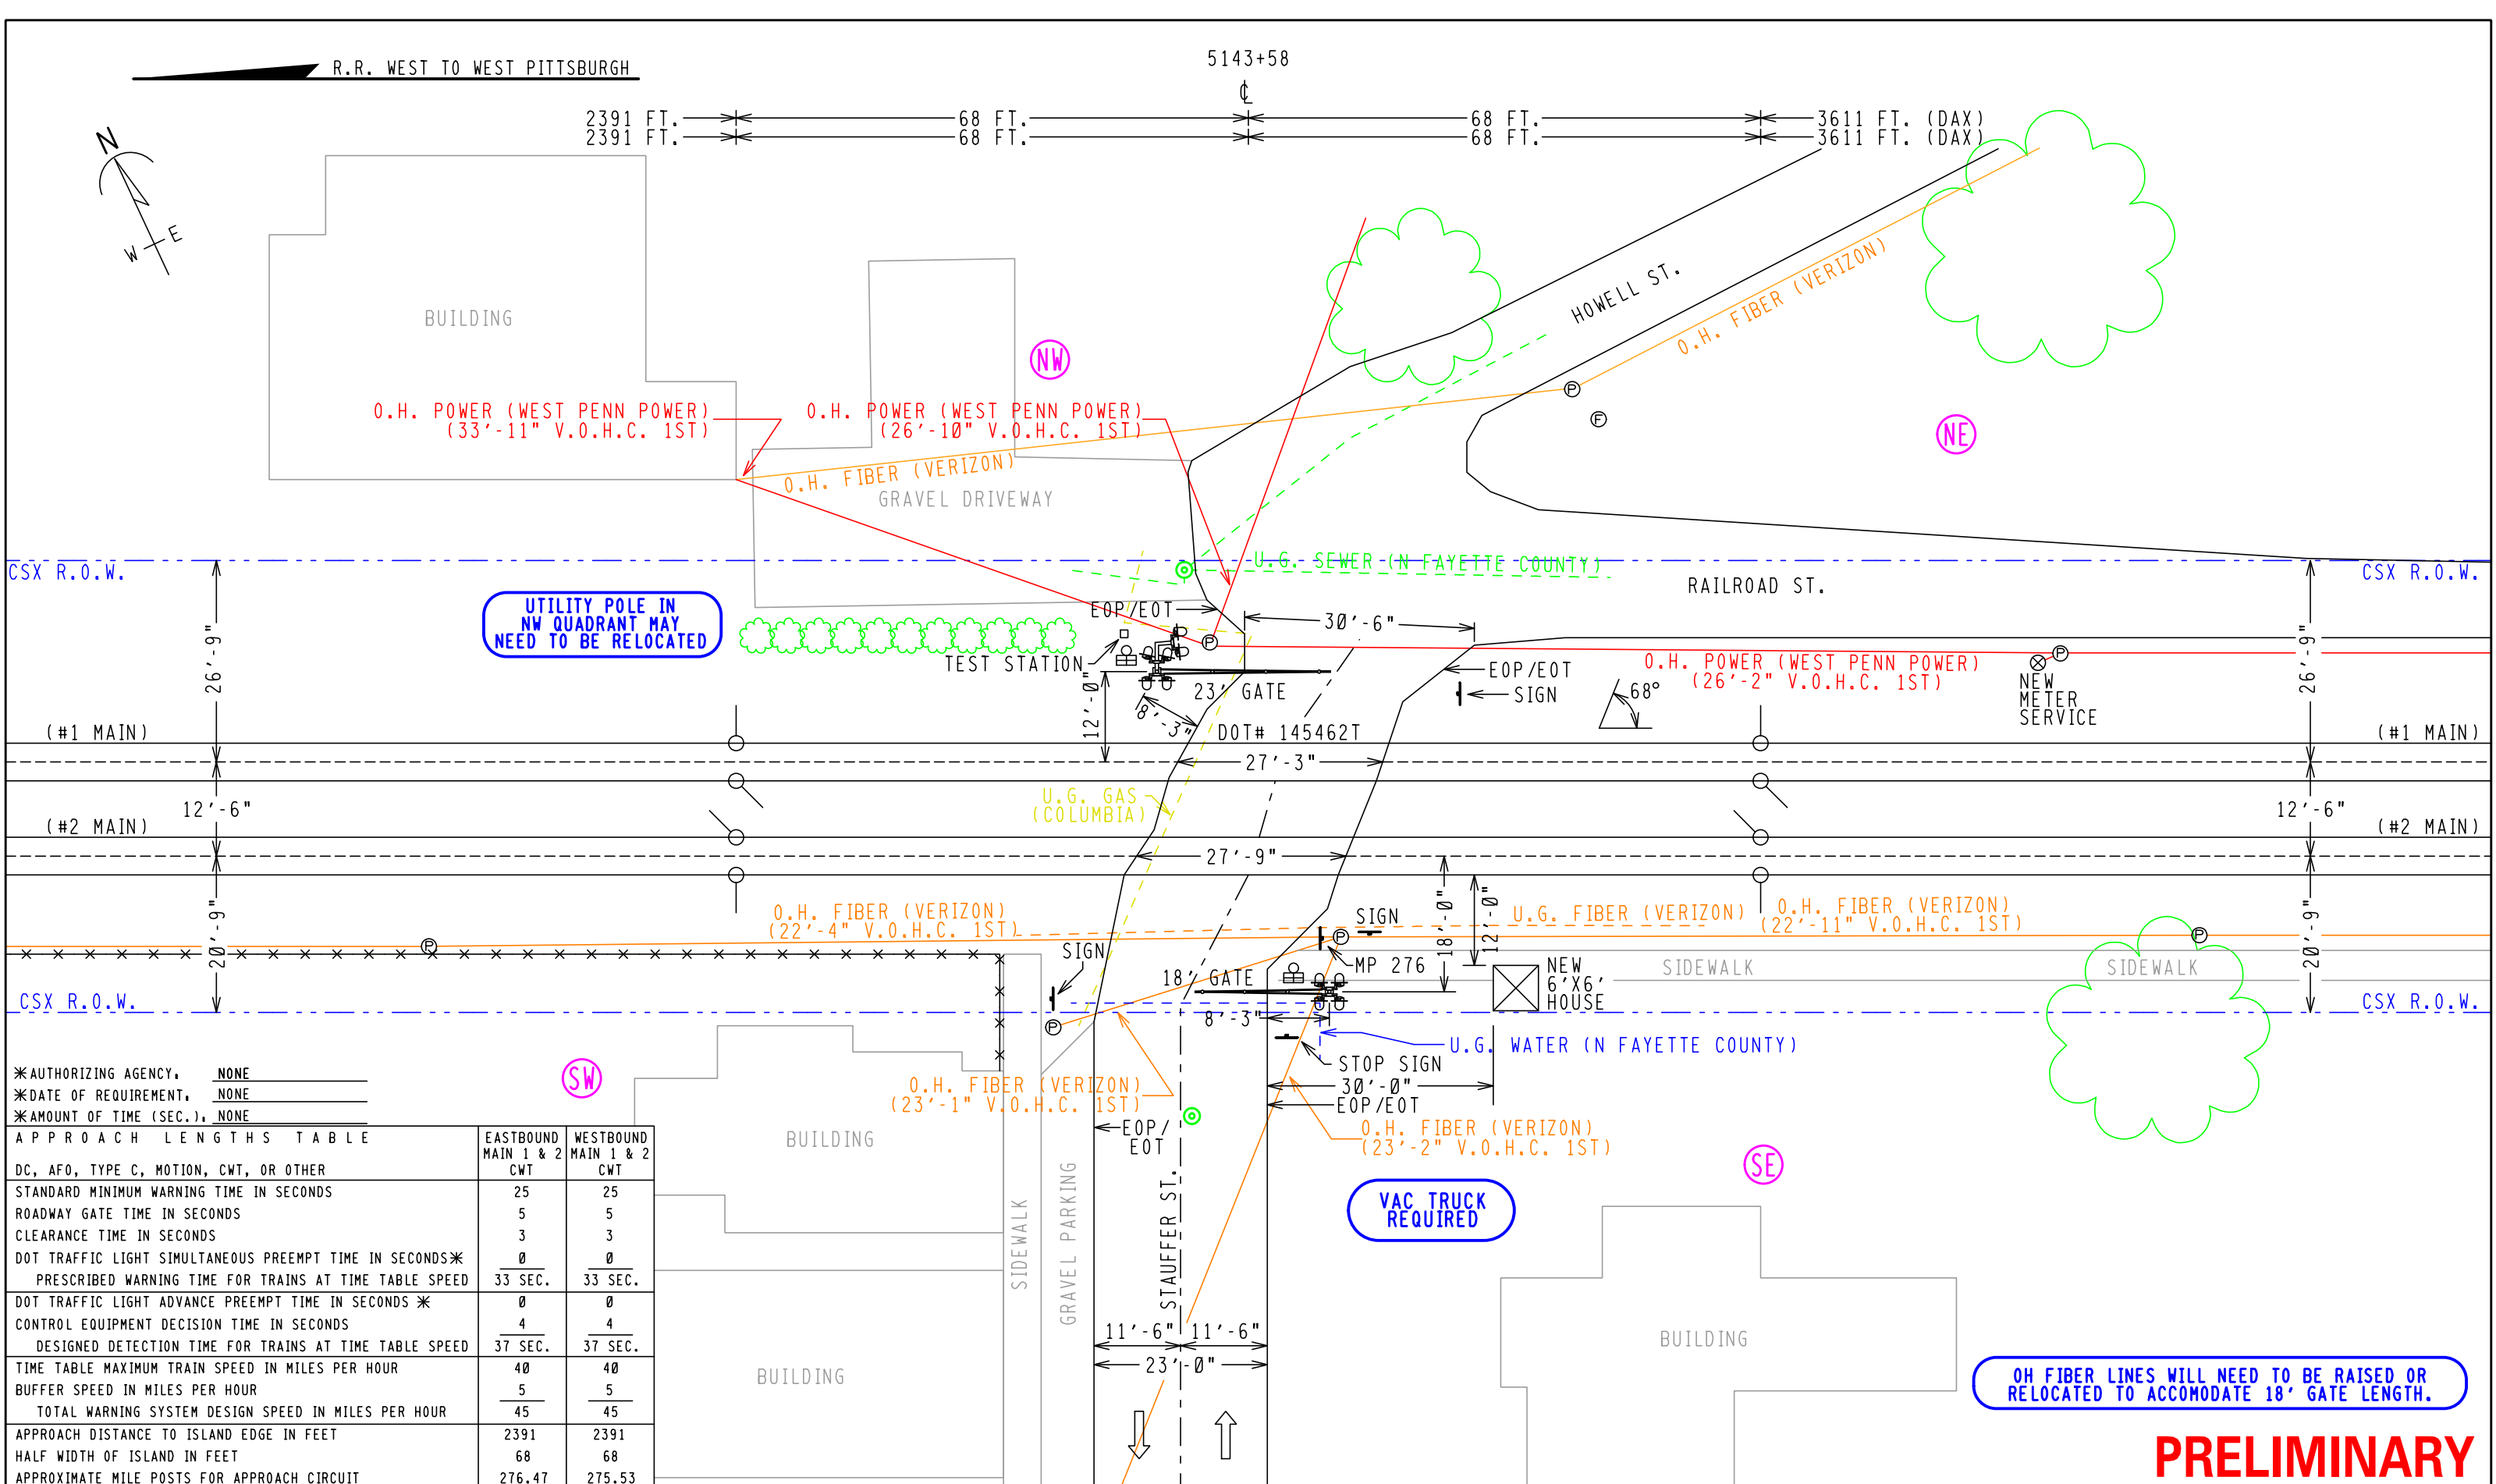 5143+58
R.R. WEST TO WEST PITTSBURGH
℄
2391 FT. 68 FT. 68 FT. 3611 FT. (DAX)
2391 FT. 68 FT. 68 FT. 3611 FT. (DAX)
N
W E
HOWELL ST.
O.H. FIBER (VERIZON)
BUILDING
NW
P
F
NE
O.H. POWER (WEST PENN POWER)
(33'-11" V.O.H.C. 1ST)
O.H. POWER (WEST PENN POWER)
(26'-10" V.O.H.C. 1ST)
O.H. FIBER (VERIZON)
GRAVEL DRIVEWAY
CSX R.O.W.
U.G. SEWER (N FAYETTE COUNTY)
CSX R.O.W.
RAILROAD ST.
UTILITY POLE IN
NW QUADRANT MAY
NEED TO BE RELOCATED
EOP/EOT
30'-6"
P
26'-9"
TEST STATION
23' GATE
12'-0"
8'-3"
EOP/EOT
SIGN
68°
O.H. POWER (WEST PENN POWER)
(26'-2" V.O.H.C. 1ST)
P
NEW
METER
SERVICE
26'-9"
(#1 MAIN)
DOT# 145462T
(#1 MAIN)
27'-3"
12'-6"
U.G. GAS
(COLUMBIA)
12'-6"
(#2 MAIN)
(#2 MAIN)
27'-9"
20'-9"
P
O.H. FIBER (VERIZON)
(22'-4" V.O.H.C. 1ST)
SIGN
P
SIGN
MP 276
18'-0"
12'-0"
U.G. FIBER (VERIZON)
O.H. FIBER (VERIZON)
(22'-11" V.O.H.C. 1ST)
P
20'-9"
SIDEWALK
SIDEWALK
18' GATE
NEW
6'X6'
HOUSE
CSX R.O.W.
CSX R.O.W.
P
8'-3"
U.G. WATER (N FAYETTE COUNTY)
STOP SIGN
30'-0"
EOP/EOT
SW
O.H. FIBER (VERIZON)
(23'-1" V.O.H.C. 1ST)
EOP/
EOT
O.H. FIBER (VERIZON)
(23'-2" V.O.H.C. 1ST)
SE
BUILDING
SIDEWALK
GRAVEL PARKING
STAUFFER ST.
VAC TRUCK
REQUIRED
11'-6" 11'-6"
23'-0"
BUILDING
BUILDING
OH FIBER LINES WILL NEED TO BE RAISED OR
RELOCATED TO ACCOMODATE 18' GATE LENGTH.
PRELIMINARY
*AUTHORIZING AGENCY. NONE
*DATE OF REQUIREMENT. NONE
*AMOUNT OF TIME (SEC.). NONE
APPROACH LENGTHS TABLE EASTBOUND WESTBOUND
MAIN 1 & 2 MAIN 1 & 2
DC, AFO, TYPE C, MOTION, CWT, OR OTHER CWT CWT
STANDARD MINIMUM WARNING TIME IN SECONDS 25 25
ROADWAY GATE TIME IN SECONDS 5 5
CLEARANCE TIME IN SECONDS 3 3
DOT TRAFFIC LIGHT SIMULTANEOUS PREEMPT TIME IN SECONDS* 0 0
PRESCRIBED WARNING TIME FOR TRAINS AT TIME TABLE SPEED 33 SEC. 33 SEC.
DOT TRAFFIC LIGHT ADVANCE PREEMPT TIME IN SECONDS * 0 0
CONTROL EQUIPMENT DECISION TIME IN SECONDS 4 4
DESIGNED DETECTION TIME FOR TRAINS AT TIME TABLE SPEED 37 SEC. 37 SEC.
TIME TABLE MAXIMUM TRAIN SPEED IN MILES PER HOUR 40 40
BUFFER SPEED IN MILES PER HOUR 5 5
TOTAL WARNING SYSTEM DESIGN SPEED IN MILES PER HOUR 45 45
APPROACH DISTANCE TO ISLAND EDGE IN FEET 2391 2391
HALF WIDTH OF ISLAND IN FEET 68 68
APPROXIMATE MILE POSTS FOR APPROACH CIRCUIT 276.47 275.53